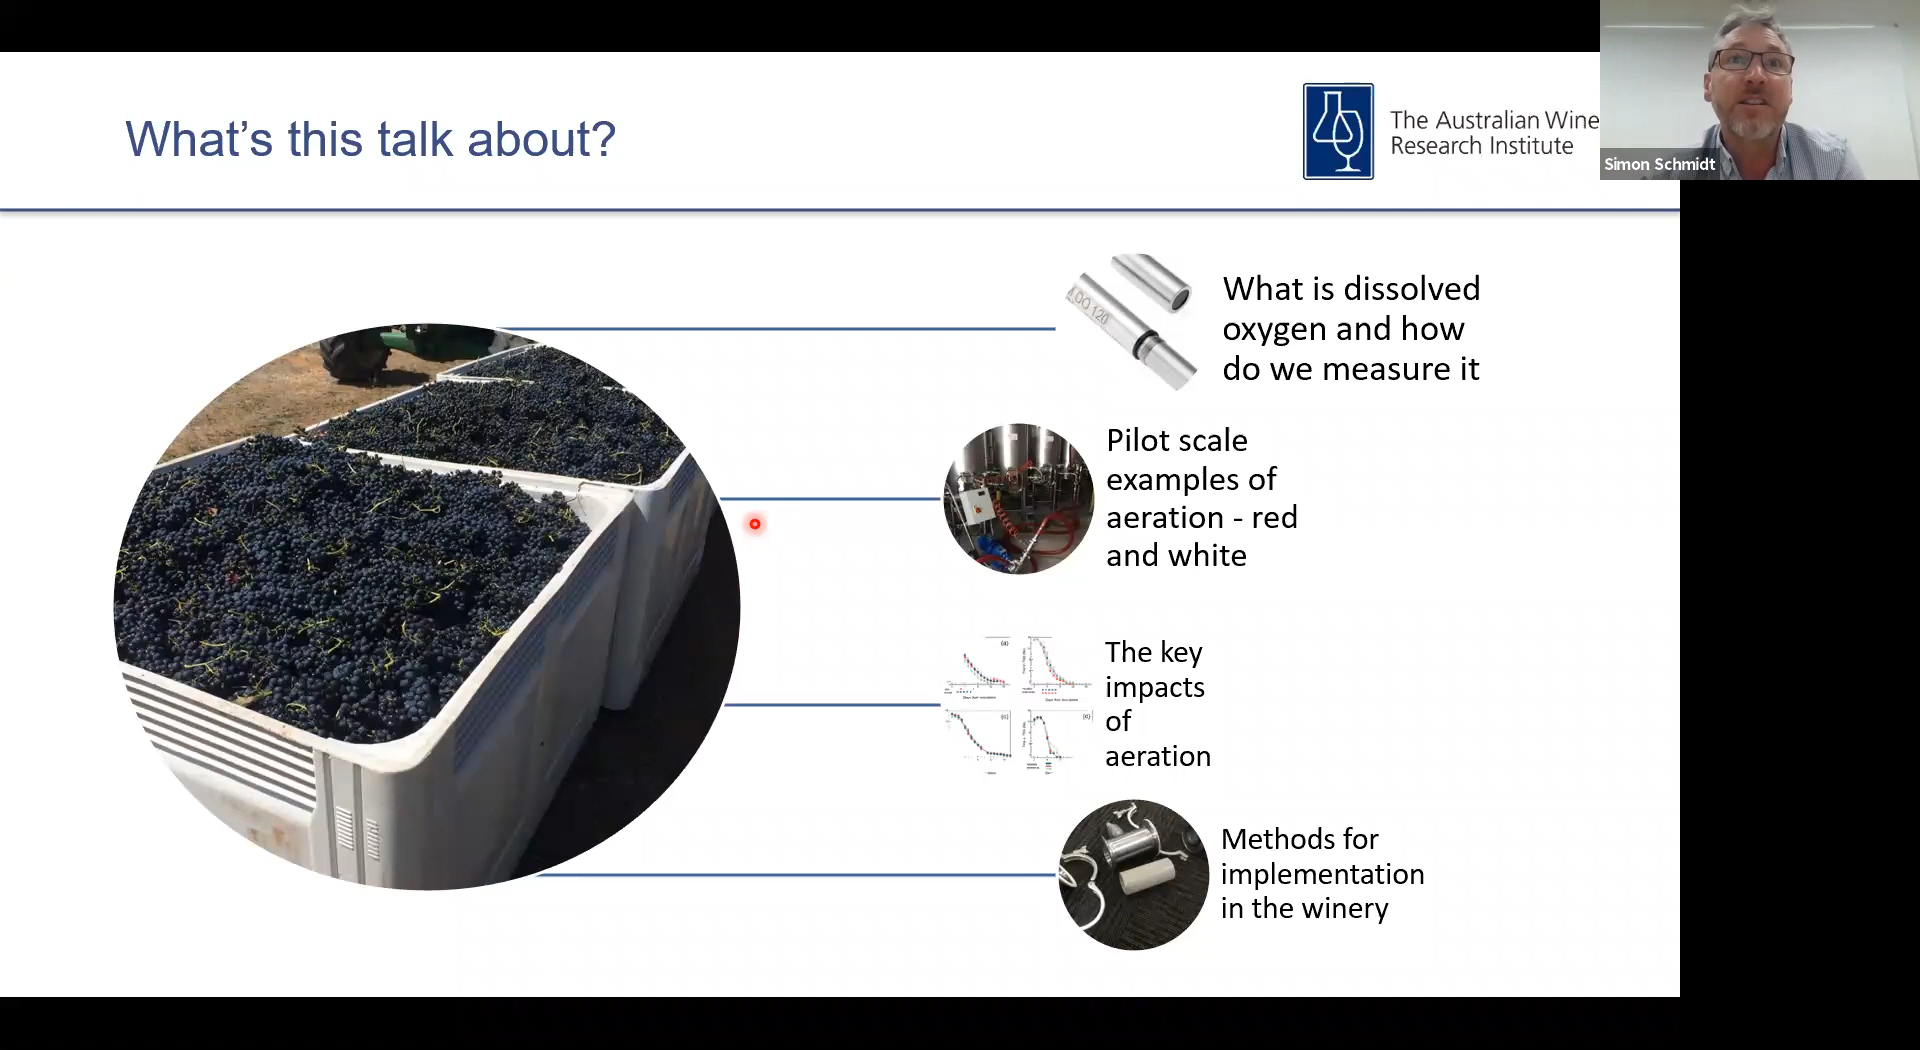 What's this talk about?
The Australian Wine
Research Institute
Simon Schmidt
What is dissolved
oxygen and how
do we measure it
DO 120
Pilot scale
examples of
aeration - red
and white
(a)
(c)
(d)
The key
impacts
of
aeration
Methods for
implementation
in the winery